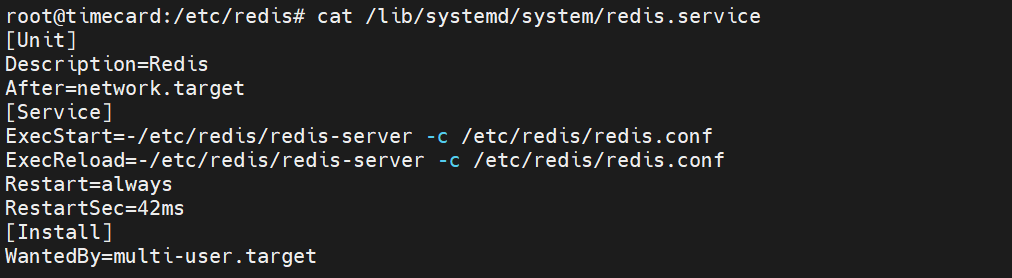 root@timecard:/etc/redis# cat /lib/systemd/system/redis.service
[Unit]
Description=Redis
After=network.target
[Service]
ExecStart=-/etc/redis/redis-server -c /etc/redis/redis.conf
ExecReload=-/etc/redis/redis-server -c /etc/redis/redis.conf
Restart=always
RestartSec=42ms
[Install]
WantedBy=multi-user.target